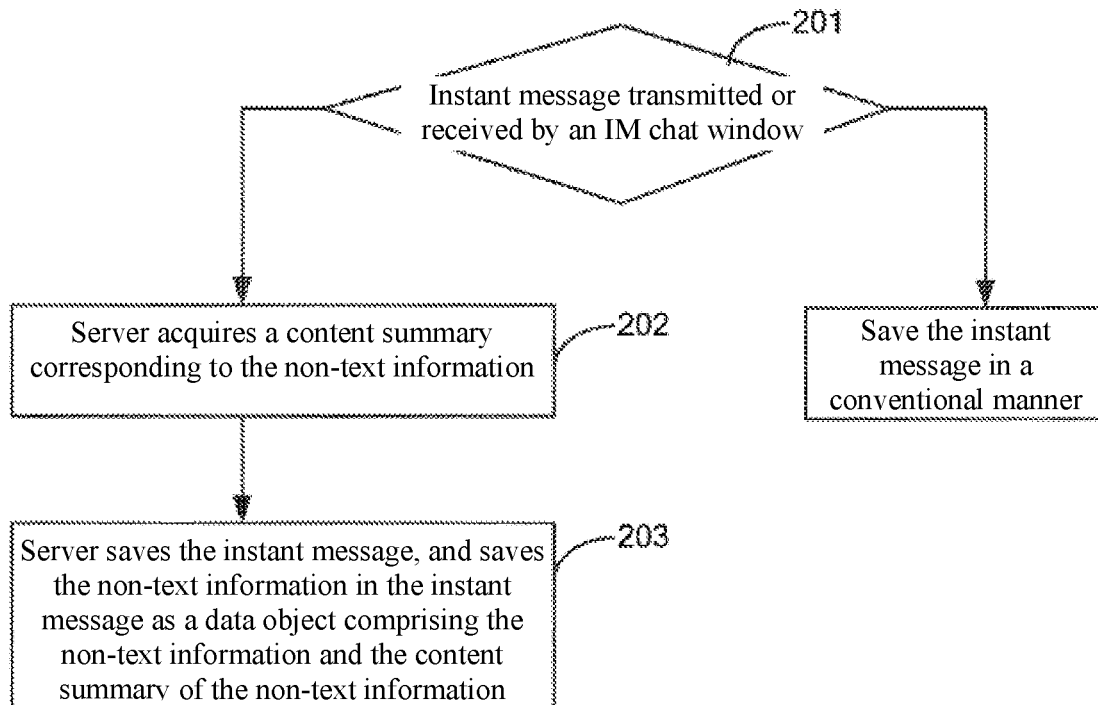 201
Instant message transmitted or
received by an IM chat window
Server acquires a content summary
corresponding to the non-text information
202
Save the instant
message in a
conventional manner
Server saves the instant message, and saves
the non-text information in the instant
message as a data object comprising the
non-text information and the content
summary of the non-text information
203